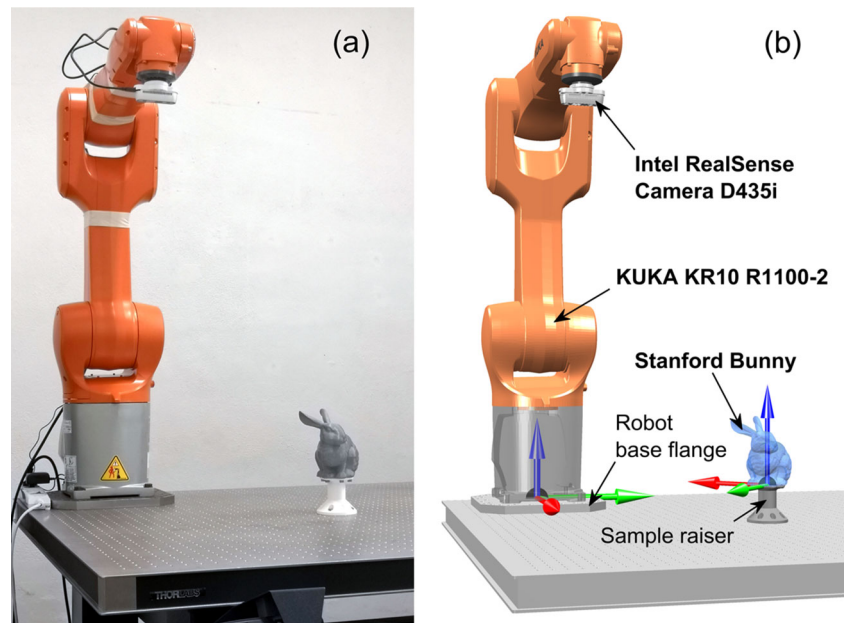 (a)
THORLABS
(b)
Intel RealSense
Camera D435i
KUKA KR10 R1100-2
Stanford Bunny
Robot
base flange
Sample raiser